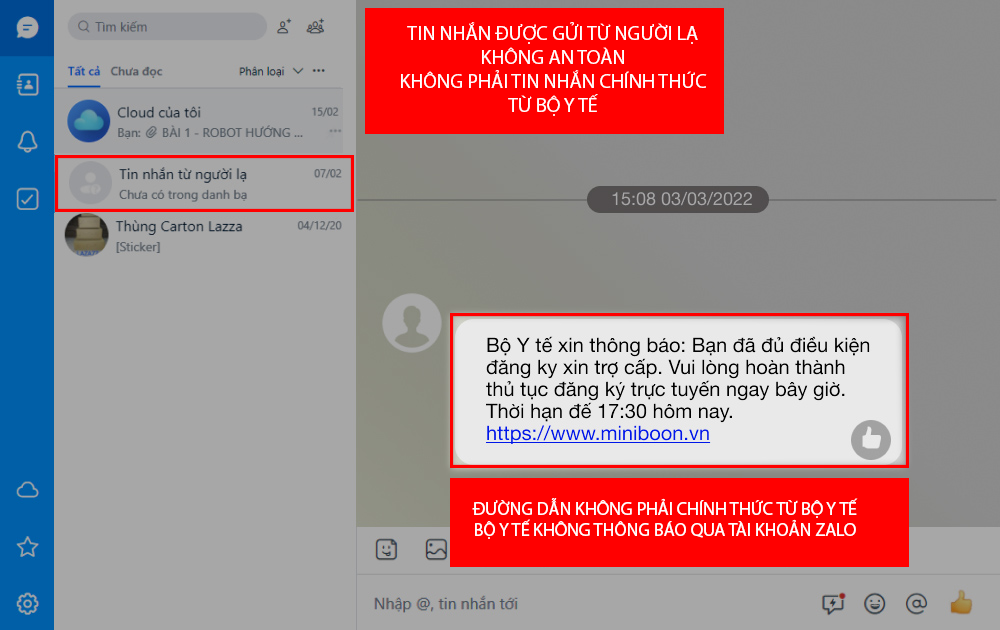 Tìm kiếm
Tất cả Chưa đọc Phân loại
Cloud của tôi 15/02
Bạn: BÀI 1 - ROBOT HƯỚNG ...
Tin nhắn từ người lạ 07/02
Chưa có trong danh bạ
Thùng Carton Lazza 04/12/20
[Sticker]
TIN NHẮN ĐƯỢC GỬI TỪ NGƯỜI LẠ
KHÔNG AN TOÀN
KHÔNG PHẢI TIN NHẮN CHÍNH THỨC
TỪ BỘ Y TẾ
15:08 03/03/2022
Bộ Y tế xin thông báo: Bạn đã đủ điều kiện
đăng ky xin trợ cấp. Vui lòng hoàn thành
thủ tục đăng ký trực tuyến ngay bây giờ.
Thời hạn đế 17:30 hôm nay.
https://www.miniboon.vn
ĐƯỜNG DẪN KHÔNG PHẢI CHÍNH THỨC TỪ BỘ Y TẾ
BỘ Y TẾ KHÔNG THÔNG BÁO QUA TÀI KHOẢN ZALO
Nhập @, tin nhắn tới